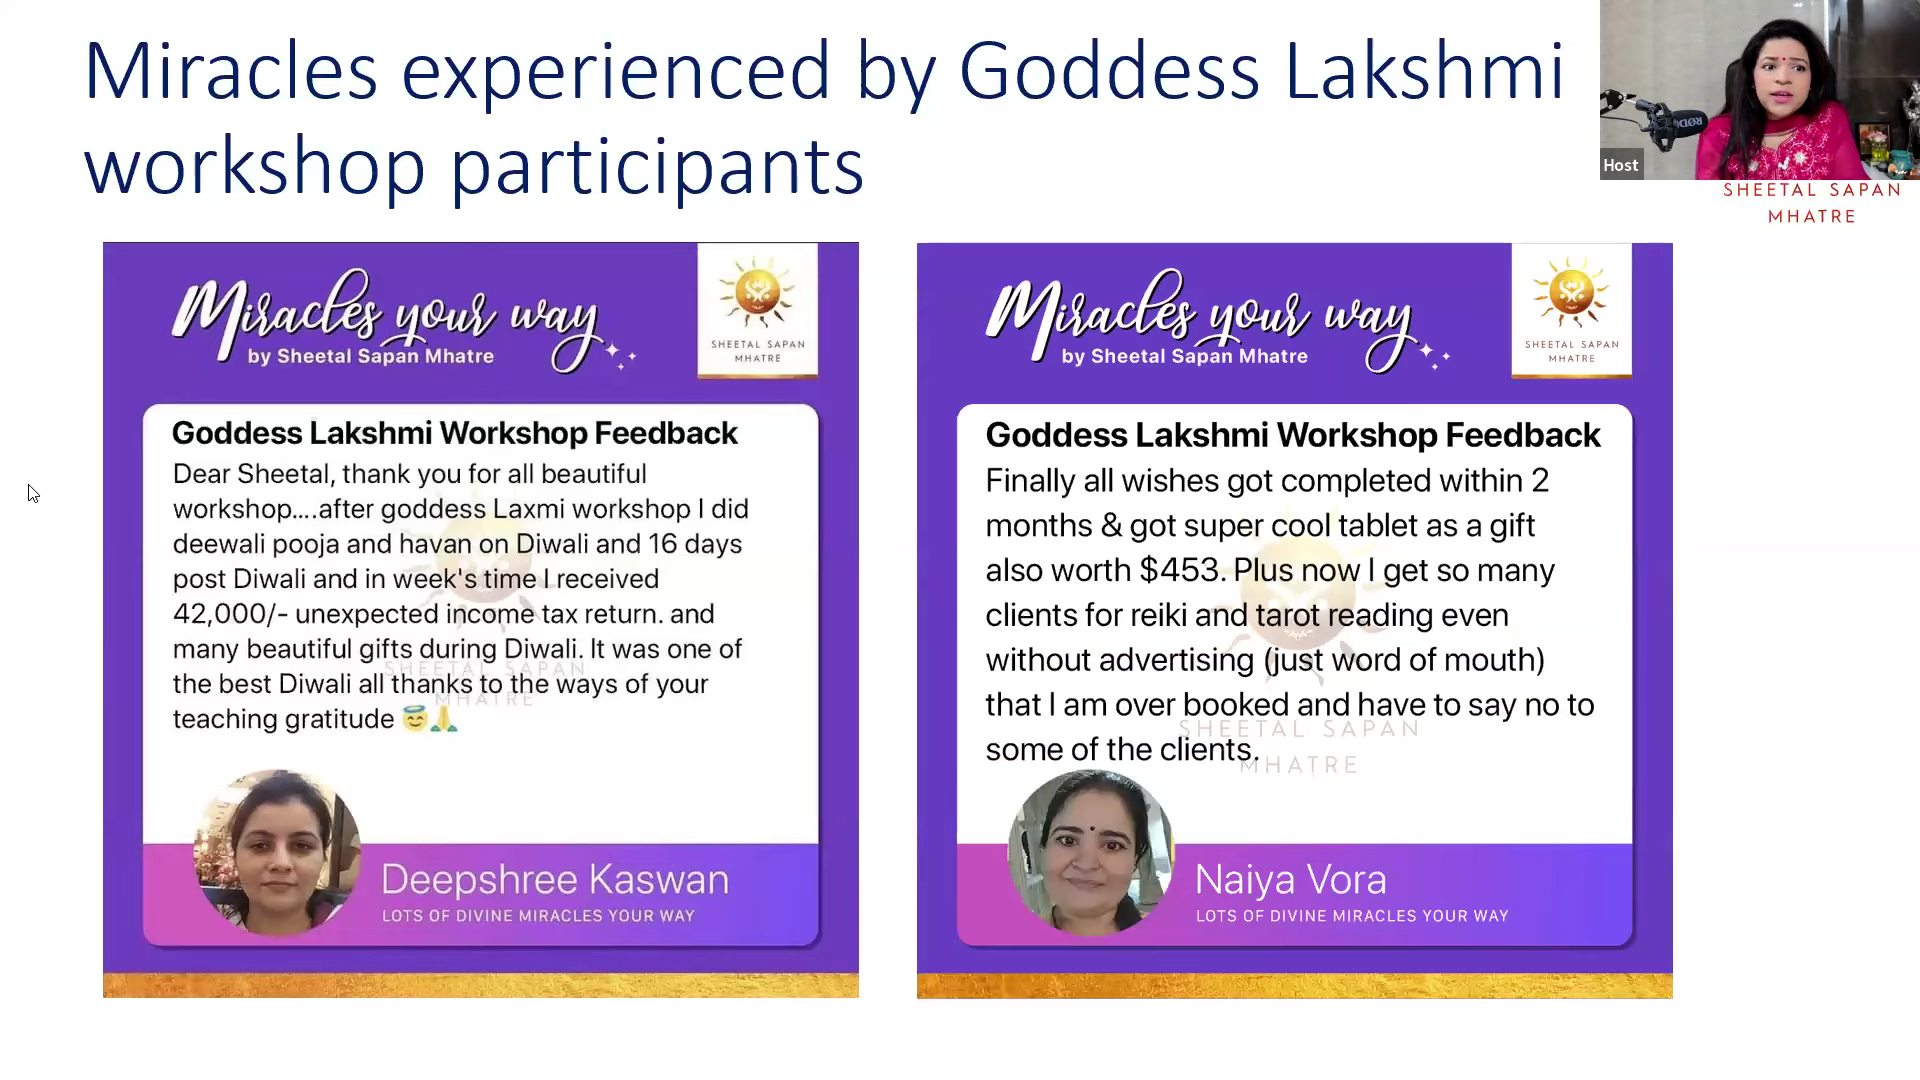 Miracles experienced by Goddess Lakshmi
workshop participants
RØDE
Host
SHEETAL SAPAN
MHATRE
Miracles your way
by Sheetal Sapan Mhatre
SHEETAL SAPAN
MHATRE
Goddess Lakshmi Workshop Feedback
Dear Sheetal, thank you for all beautiful
workshop....after goddess Laxmi workshop I did
deewali pooja and havan on Diwali and 16 days
post Diwali and in week's time I received
42,000/- unexpected income tax return. and
many beautiful gifts during Diwali. It was one of
the best Diwali all thanks to the ways of your
teaching gratitude 😇🙏
SHEETAL SAPAN
MHATRE
Deepshree Kaswan
LOTS OF DIVINE MIRACLES YOUR WAY
Miracles your way
by Sheetal Sapan Mhatre
SHEETAL SAPAN
MHATRE
Goddess Lakshmi Workshop Feedback
Finally all wishes got completed within 2
months & got super cool tablet as a gift
also worth $453. Plus now I get so many
clients for reiki and tarot reading even
without advertising (just word of mouth)
that I am over booked and have to say no to
some of the clients.
SHEETAL SAPAN
MHATRE
Naiya Vora
LOTS OF DIVINE MIRACLES YOUR WAY